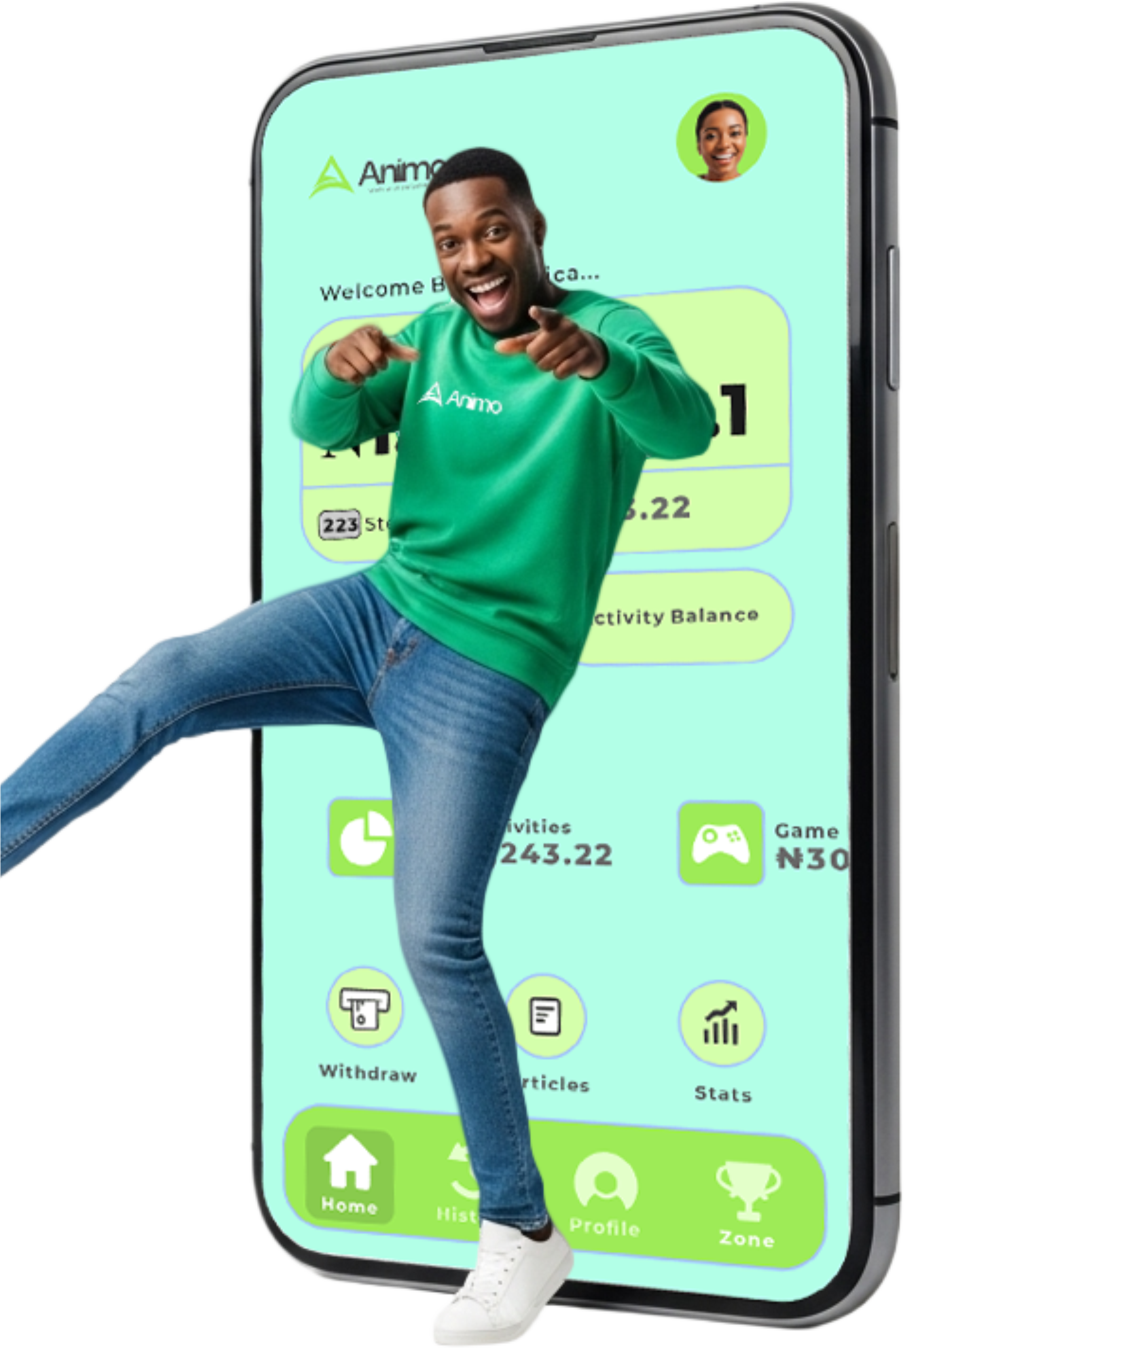 Animo
Welcome B ica...
Animo
.1
223 Ste .22
ctivity Balance
ivities
243.22
Game
₦30
Withdraw
rticles
Stats
Home
Hist
Profile
Zone